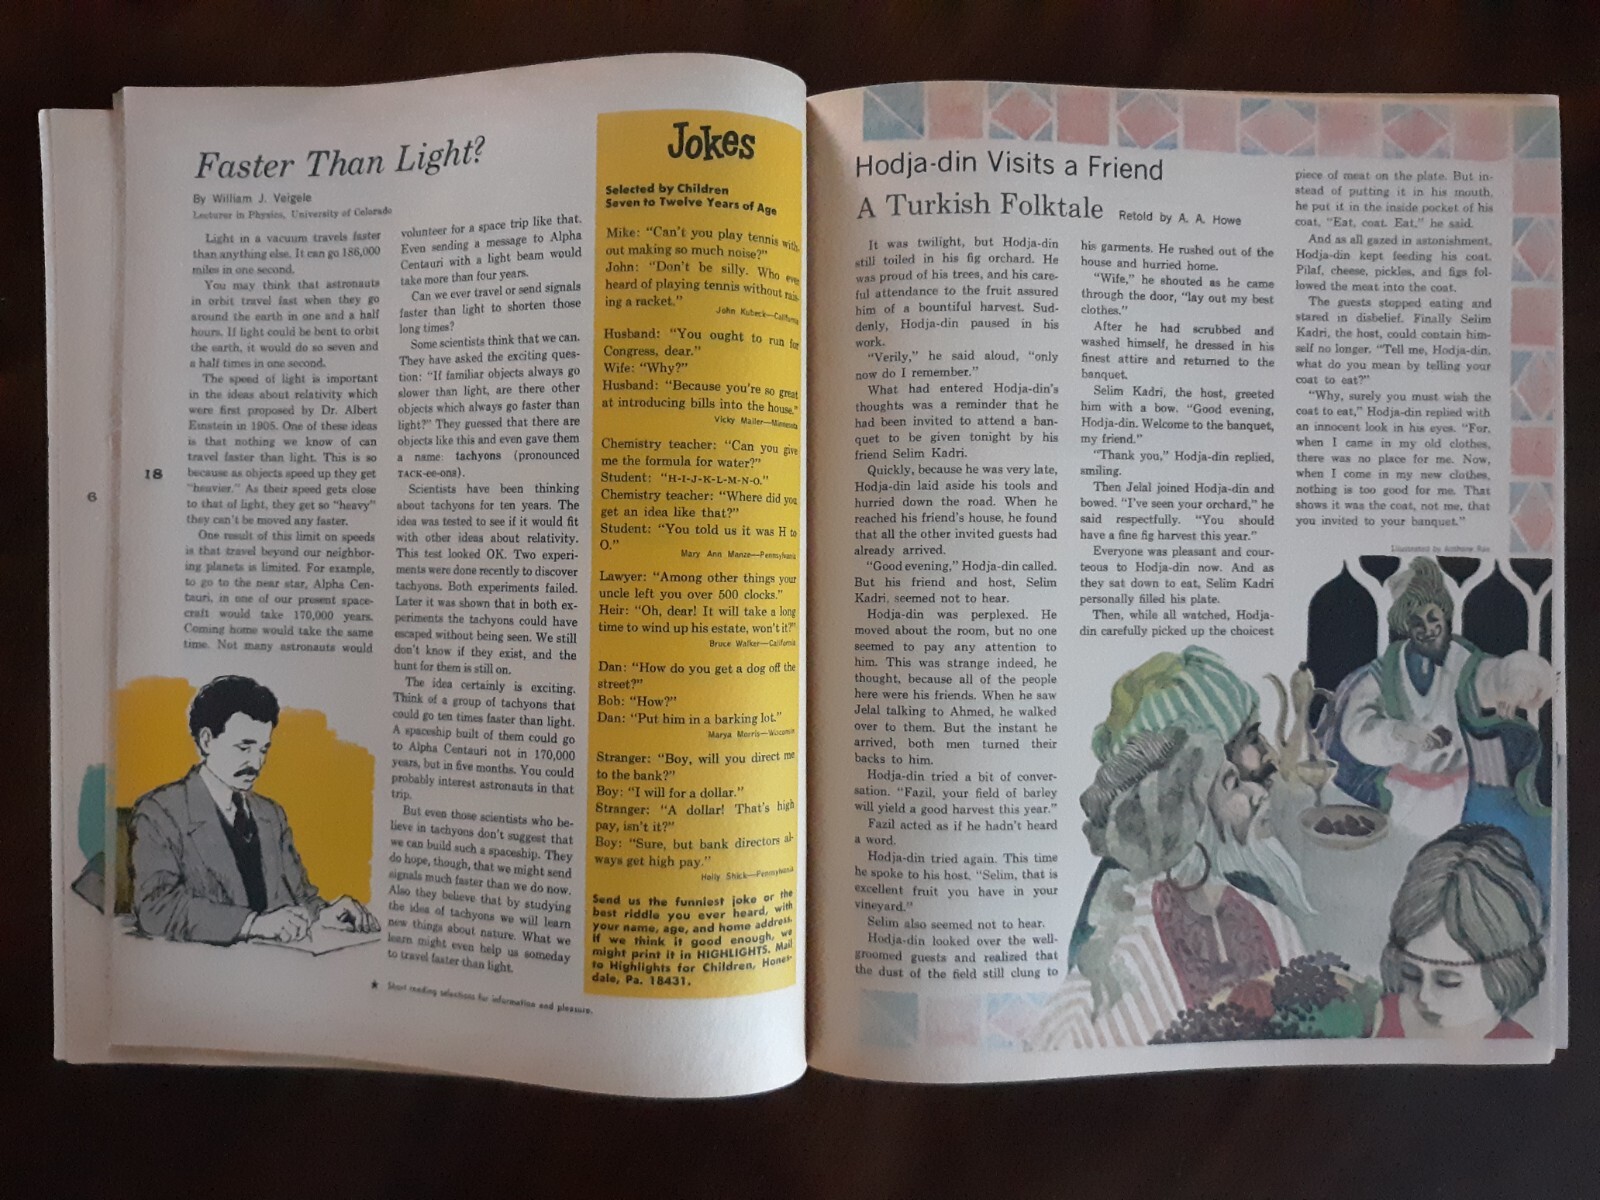 Faster Than Light?
By William J. Veigele
Lecturer in Physics, University of Colorado
Light in a vacuum travels faster
than anything else. It can go 186,000
miles in one second.
You may think that astronauts
in orbit travel fast when they go
around the earth in one and a half
hours. If light could be bent to orbit
the earth, it would do so seven and
a half times in one second.
The speed of light is important
in the ideas about relativity which
were first proposed by Dr. Albert
Einstein in 1905. One of these ideas
is that nothing we know of can
travel faster than light. This is so
because as objects speed up they get
"heavier." As their speed gets close
to that of light, they get so "heavy"
they can't be moved any faster.
One result of this limit on speeds
is that travel beyond our neighbor-
ing planets is limited. For example,
to go to the near star, Alpha Cen-
tauri, in one of our present space-
craft would take 170,000 years.
Coming home would take the same
time. Not many astronauts would
volunteer for a space trip like that.
Even sending a message to Alpha
Centauri with a light beam would
take more than four years.
Can we ever travel or send signals
faster than light to shorten those
long times?
Some scientists think that we can.
They have asked the exciting ques-
tion: "If familiar objects always go
slower than light, are there other
objects which always go faster than
light?" They guessed that there are
objects like this and even gave them
a name: tachyons (pronounced
TACK-ee-ons).
Scientists have been thinking
about tachyons for ten years. The
idea was tested to see if it would fit
with other ideas about relativity.
This test looked OK. Two experi-
ments were done recently to discover
tachyons. Both experiments failed.
Later it was shown that in both ex-
periments the tachyons could have
escaped without being seen. We still
don't know if they exist, and the
hunt for them is still on.
The idea certainly is exciting.
Think of a group of tachyons that
could go ten times faster than light.
A spaceship built of them could go
to Alpha Centauri not in 170,000
years, but in five months. You could
probably interest astronauts in that
trip.
But even those scientists who be-
lieve in tachyons don't suggest that
we can build such a spaceship. They
do hope, though, that we might send
signals much faster than we do now.
Also they believe that by studying
the idea of tachyons we will learn
new things about nature. What we
learn might even help us someday
to travel faster than light.
18
6
★ Short reading selections for information and pleasure.
Jokes
Selected by Children
Seven to Twelve Years of Age
Mike: "Can't you play tennis with-
out making so much noise?"
John: "Don't be silly. Who ever
heard of playing tennis without rais-
ing a racket."
John Kubeck—California
Husband: "You ought to run for
Congress, dear."
Wife: "Why?"
Husband: "Because you're so great
at introducing bills into the house."
Vicky Mailer—Minnesota
Chemistry teacher: "Can you give
me the formula for water?"
Student: "H-I-J-K-L-M-N-O."
Chemistry teacher: "Where did you
get an idea like that?"
Student: "You told us it was H to
O."
Mary Ann Manze—Pennsylvania
Lawyer: "Among other things your
uncle left you over 500 clocks."
Heir: "Oh, dear! It will take a long
time to wind up his estate, won't it?"
Bruce Walker—California
Dan: "How do you get a dog off the
street?"
Bob: "How?"
Dan: "Put him in a barking lot."
Marya Morris—Wisconsin
Stranger: "Boy, will you direct me
to the bank?"
Boy: "I will for a dollar."
Stranger: "A dollar! That's high
pay, isn't it?"
Boy: "Sure, but bank directors al-
ways get high pay."
Holly Shick—Pennsylvania
Send us the funniest joke or the
best riddle you ever heard, with
your name, age, and home address.
If we think it good enough, we
might print it in HIGHLIGHTS. Mail
to Highlights for Children, Hones-
dale, Pa. 18431.
Hodja-din Visits a Friend
A Turkish Folktale Retold by A. A. Howe
It was twilight, but Hodja-din
still toiled in his fig orchard. He
was proud of his trees, and his care-
ful attendance to the fruit assured
him of a bountiful harvest. Sud-
denly, Hodja-din paused in his
work.
"Verily," he said aloud, "only
now do I remember."
What had entered Hodja-din's
thoughts was a reminder that he
had been invited to attend a ban-
quet to be given tonight by his
friend Selim Kadri.
Quickly, because he was very late,
Hodja-din laid aside his tools and
hurried down the road. When he
reached his friend's house, he found
that all the other invited guests had
already arrived.
"Good evening," Hodja-din called.
But his friend and host, Selim
Kadri, seemed not to hear.
Hodja-din was perplexed. He
moved about the room, but no one
seemed to pay any attention to
him. This was strange indeed, he
thought, because all of the people
here were his friends. When he saw
Jelal talking to Ahmed, he walked
over to them. But the instant he
arrived, both men turned their
backs to him.
Hodja-din tried a bit of conver-
sation. "Fazil, your field of barley
will yield a good harvest this year."
Fazil acted as if he hadn't heard
a word.
Hodja-din tried again. This time
he spoke to his host. "Selim, that is
excellent fruit you have in your
vineyard."
Selim also seemed not to hear.
Hodja-din looked over the well-
groomed guests and realized that
the dust of the field still clung to
his garments. He rushed out of the
house and hurried home.
"Wife," he shouted as he came
through the door, "lay out my best
clothes."
After he had scrubbed and
washed himself, he dressed in his
finest attire and returned to the
banquet.
Selim Kadri, the host, greeted
him with a bow. "Good evening,
Hodja-din. Welcome to the banquet,
my friend."
"Thank you," Hodja-din replied,
smiling.
Then Jelal joined Hodja-din and
bowed. "I've seen your orchard," he
said respectfully. "You should
have a fine fig harvest this year."
Everyone was pleasant and cour-
teous to Hodja-din now. And as
they sat down to eat, Selim Kadri
personally filled his plate.
Then, while all watched, Hodja-
din carefully picked up the choicest
piece of meat on the plate. But in-
stead of putting it in his mouth,
he put it in the inside pocket of his
coat. "Eat, coat. Eat," he said.
And as all gazed in astonishment,
Hodja-din kept feeding his coat.
Pilaf, cheese, pickles, and figs fol-
lowed the meat into the coat.
The guests stopped eating and
stared in disbelief. Finally Selim
Kadri, the host, could contain him-
self no longer. "Tell me, Hodja-din,
what do you mean by telling your
coat to eat?"
"Why, surely you must wish the
coat to eat," Hodja-din replied with
an innocent look in his eyes. "For,
when I came in my old clothes,
there was no place for me. Now,
when I come in my new clothes,
nothing is too good for me. That
shows it was the coat, not me, that
you invited to your banquet."
Illustrated by Anthony Rao